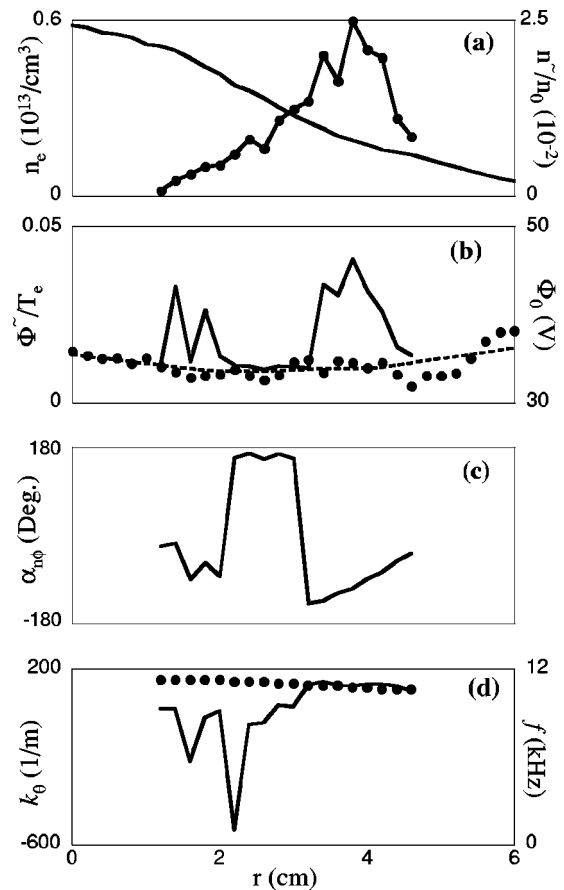 0.6
2.5
(a)
n_e (10^13/cm^3)
n~/n_0 (10^-2)
0
0
0.05
50
(b)
Φ~/T_e
Φ_0 (V)
0
30
180
(c)
α_nϕ (Deg.)
-180
200
12
(d)
k_θ (1/m)
f (kHz)
-600
0
0
2
4
6
r (cm)